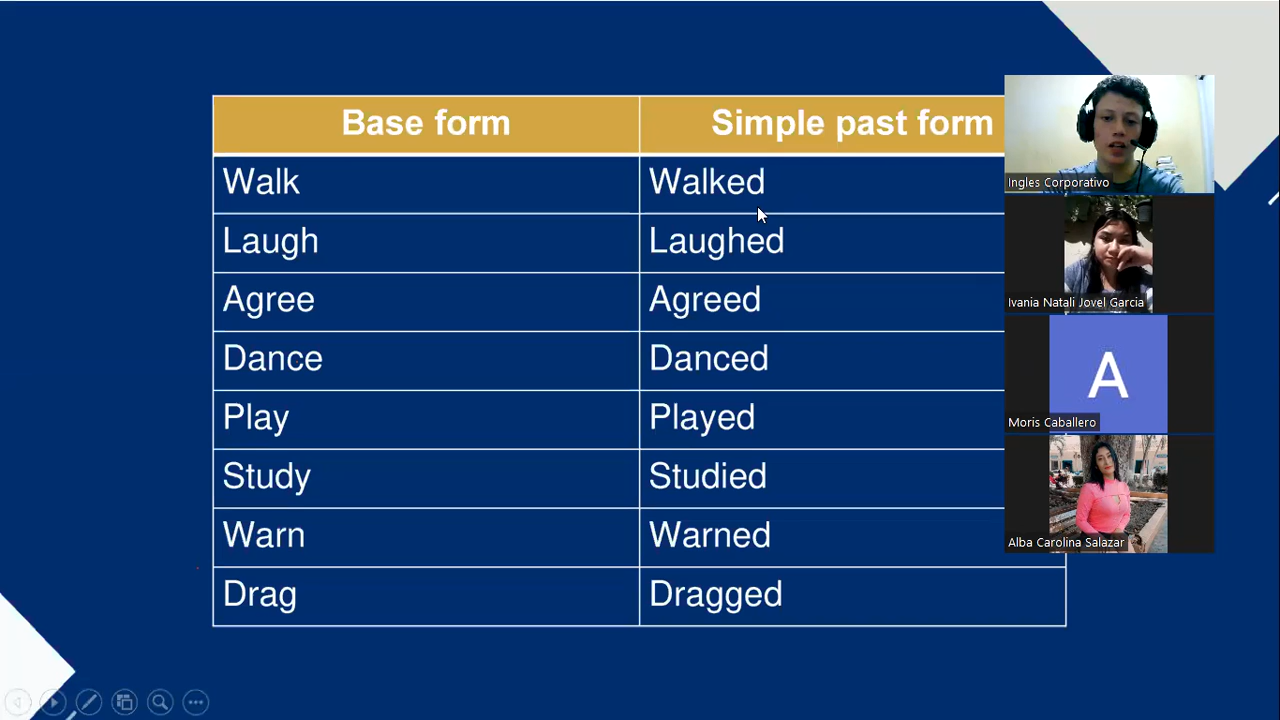 Base form Simple past form
Walk Walked
Laugh Laughed
Agree Agreed
Dance Danced
Play Played
Study Studied
Warn Warned
Drag Dragged
Ingles Corporativo
Ivania Natali Jovel Garcia
A
Moris Caballero
Alba Carolina Salazar